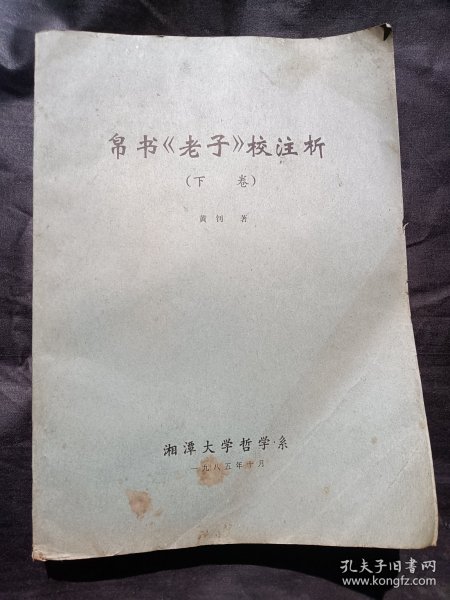 帛书《老子》校注析
（下 卷）
黄钊 著
湘潭大学哲学系
一九八五年十月
孔夫子旧书网
www.kongfz.com